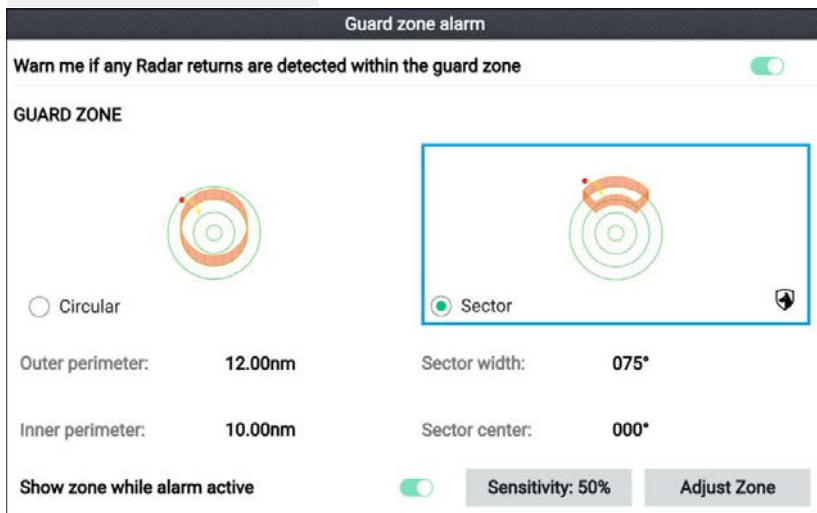 Guard zone alarm
Warn me if any Radar returns are detected within the guard zone
GUARD ZONE
Circular
Sector
Outer perimeter: 12.00nm Sector width: 075°
Inner perimeter: 10.00nm Sector center: 000°
Show zone while alarm active Sensitivity: 50% Adjust Zone